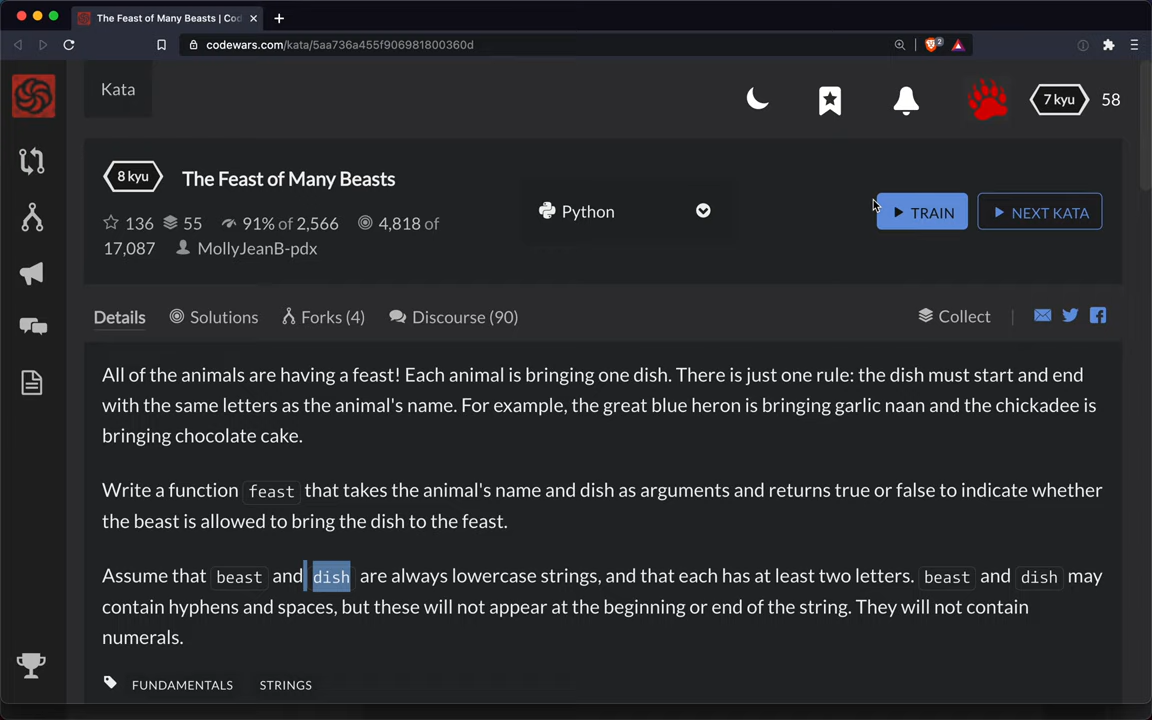 The Feast of Many Beasts | Cod
codewars.com/kata/5aa736a455f906981800360d
2
Kata
7 kyu 58
8 kyu The Feast of Many Beasts
Python
TRAIN NEXT KATA
136 55 91% of 2,566 4,818 of
17,087 MollyJeanB-pdx
Details Solutions Forks (4) Discourse (90) Collect
All of the animals are having a feast! Each animal is bringing one dish. There is just one rule: the dish must start and end
with the same letters as the animal's name. For example, the great blue heron is bringing garlic naan and the chickadee is
bringing chocolate cake.
Write a function feast that takes the animal's name and dish as arguments and returns true or false to indicate whether
the beast is allowed to bring the dish to the feast.
Assume that beast and dish are always lowercase strings, and that each has at least two letters. beast and dish may
contain hyphens and spaces, but these will not appear at the beginning or end of the string. They will not contain
numerals.
FUNDAMENTALS STRINGS